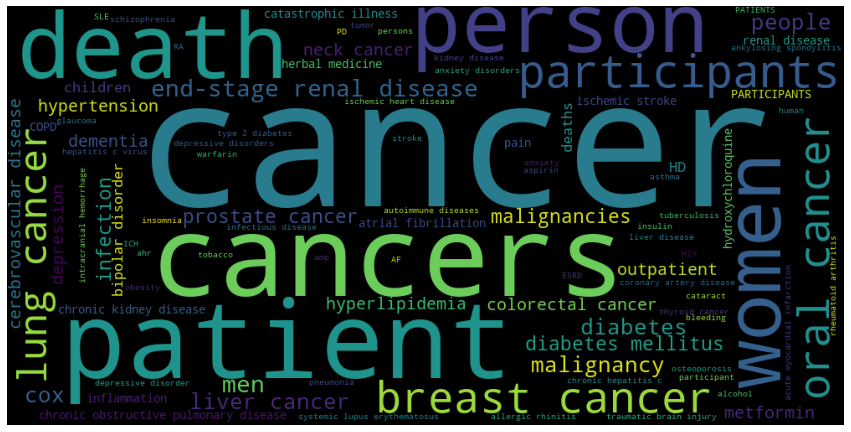 SLE
schizophrenia
catastrophic illness
tumor
persons
PATIENTS
death
person
people
RA
PD
neck cancer
renal disease
herbal medicine
kidney disease
ankylosing spondylitis
anxiety disorders
participants
children
end-stage renal disease
PARTICIPANTS
hypertension
ischemic heart disease
ischemic stroke
human
cancer
COPD
glaucoma
dementia
type 2 diabetes
stroke
pain
deaths
HD
hepatitis c virus
depressive disorders
warfarin
anxiety
aspirin
asthma
cerebrovascular disease
lung cancer
depression
intracranial hemorrhage
infection
bipolar disorder
hydroxychloroquine
women
oral cancer
insomnia
prostate cancer
autoimmune diseases
malignancies
tuberculosis
atrial fibrillation
insulin
infectious disease
cancers
ICH
ahr
liver disease
HIV
tobacco
amp
AF
outpatient
ESRD
coronary artery disease
obesity
cataract
rheumatoid arthritis
acute myocardial infarction
chronic kidney disease
hyperlipidemia
colorectal cancer
thyroid cancer
bleeding
patient
diabetes
diabetes mellitus
malignancy
osteoporosis
depressive disorder
pneumonia
chronic hepatitis c
participant
cox
men
inflammation
liver cancer
breast cancer
alcohol
metformin
chronic obstructive pulmonary disease
systemic lupus erythematosus
allergic rhinitis
traumatic brain injury